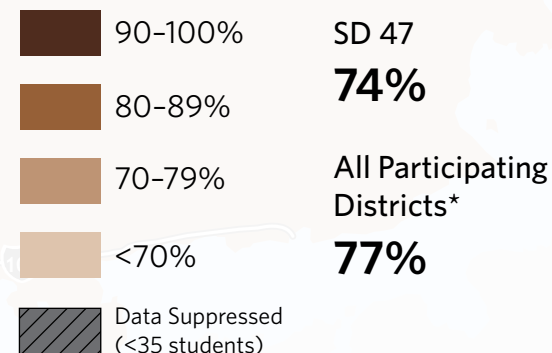 90–100%
80–89%
70–79%
<70%
Data Suppressed
(<35 students)
SD 47
74%
All Participating
Districts*
77%